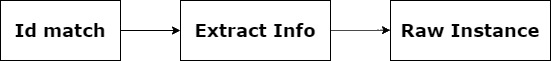 Id match
Extract Info
Raw Instance